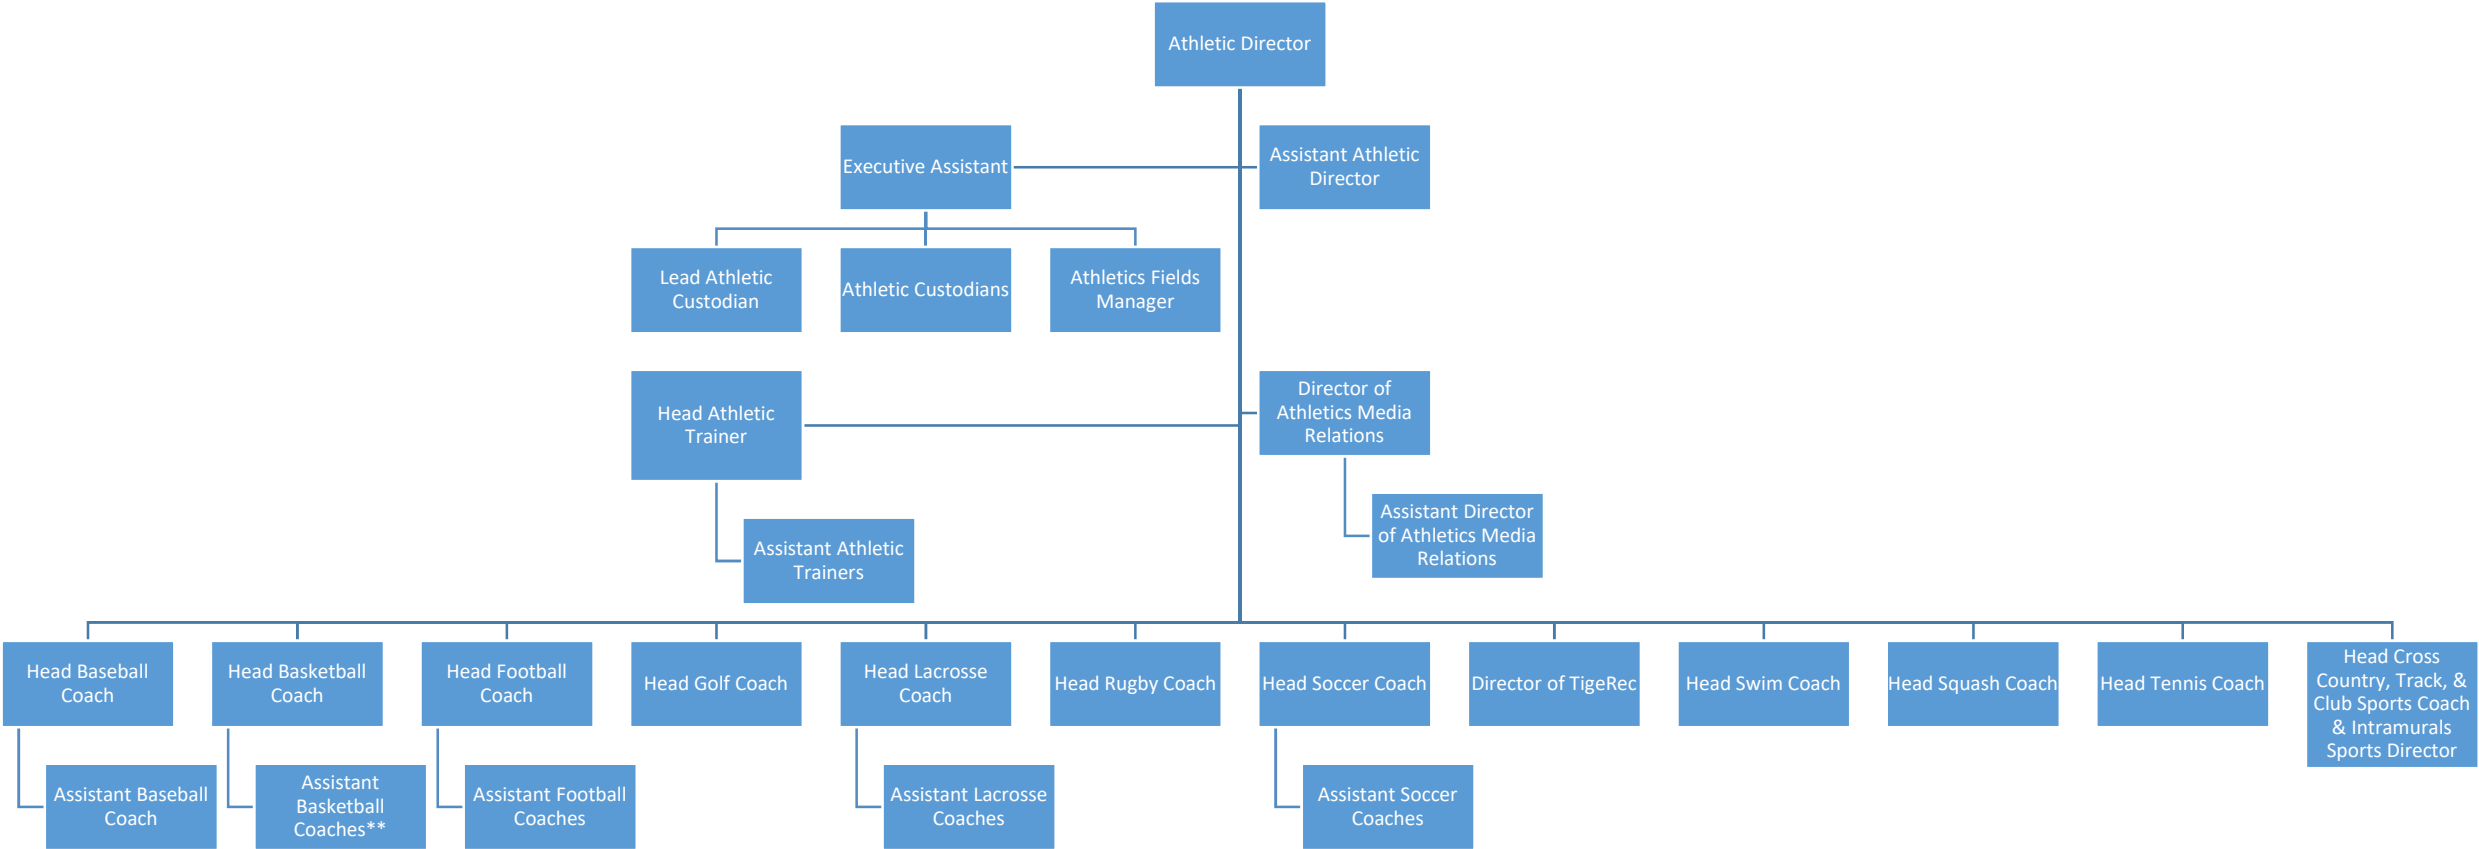 Athletic Director
Executive Assistant
Assistant Athletic
Director
Lead Athletic
Custodian
Athletic Custodians
Athletics Fields
Manager
Head Athletic
Trainer
Director of
Athletics Media
Relations
Assistant Athletic
Trainers
Assistant Director
of Athletics Media
Relations
Head Baseball
Coach
Head Basketball
Coach
Head Football
Coach
Head Golf Coach
Head Lacrosse
Coach
Head Rugby Coach
Head Soccer Coach
Director of TigeRec
Head Swim Coach
Head Squash Coach
Head Tennis Coach
Head Cross
Country, Track, &
Club Sports Coach
& Intramurals
Sports Director
Assistant Baseball
Coach
Assistant
Basketball
Coaches**
Assistant Football
Coaches
Assistant Lacrosse
Coaches
Assistant Soccer
Coaches